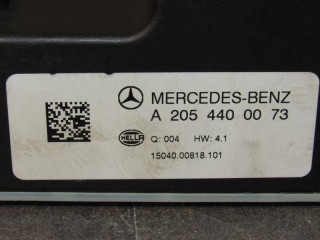 MERCEDES-BENZ
A 205 440 00 73
HELLA Q: 004 HW: 4.1
15040.00818.101